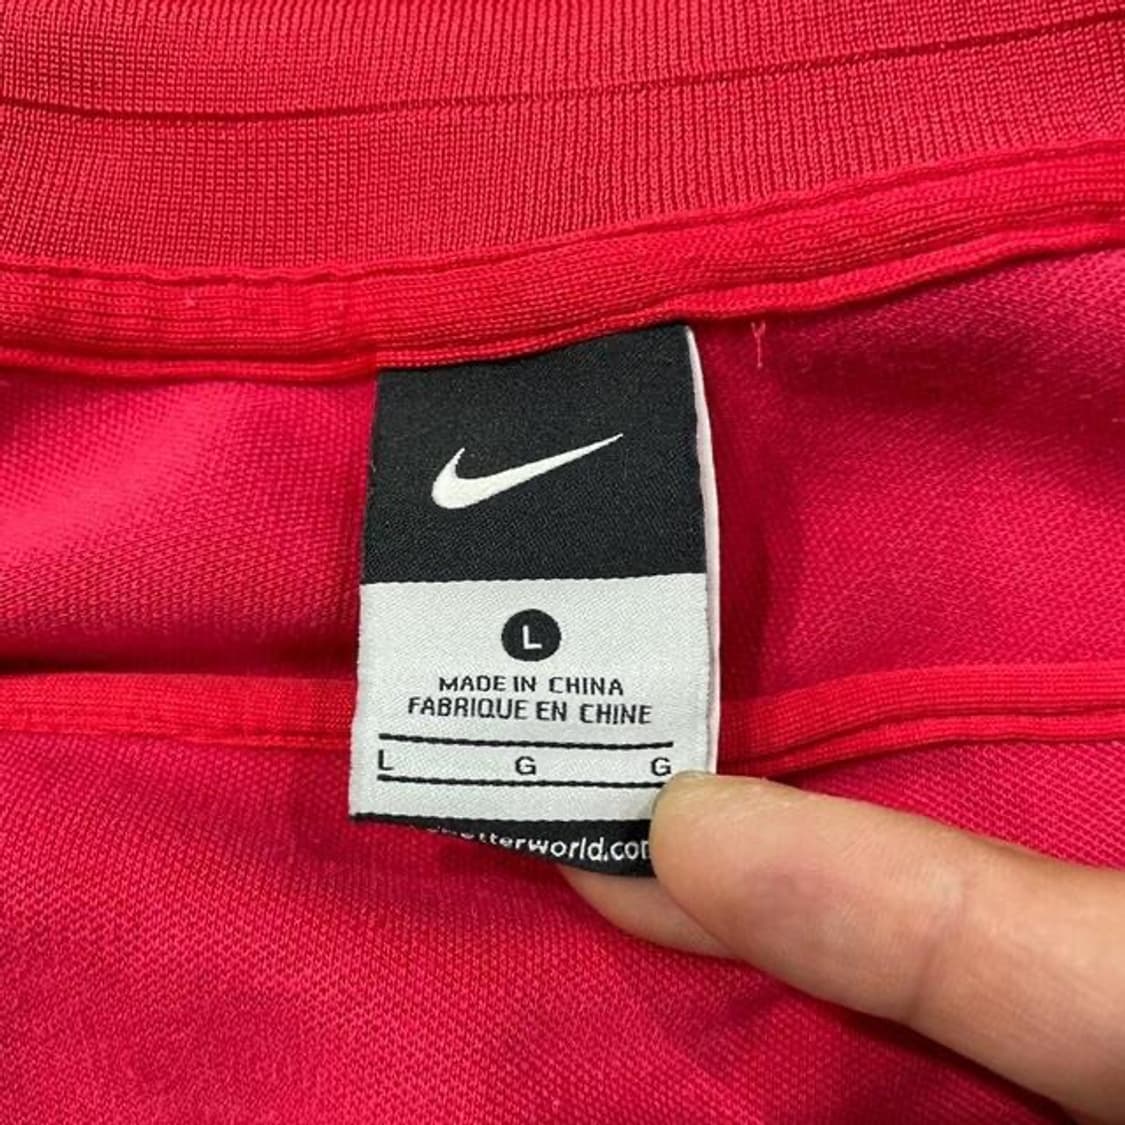 L
MADE IN CHINA
FABRIQUE EN CHINE
L G G